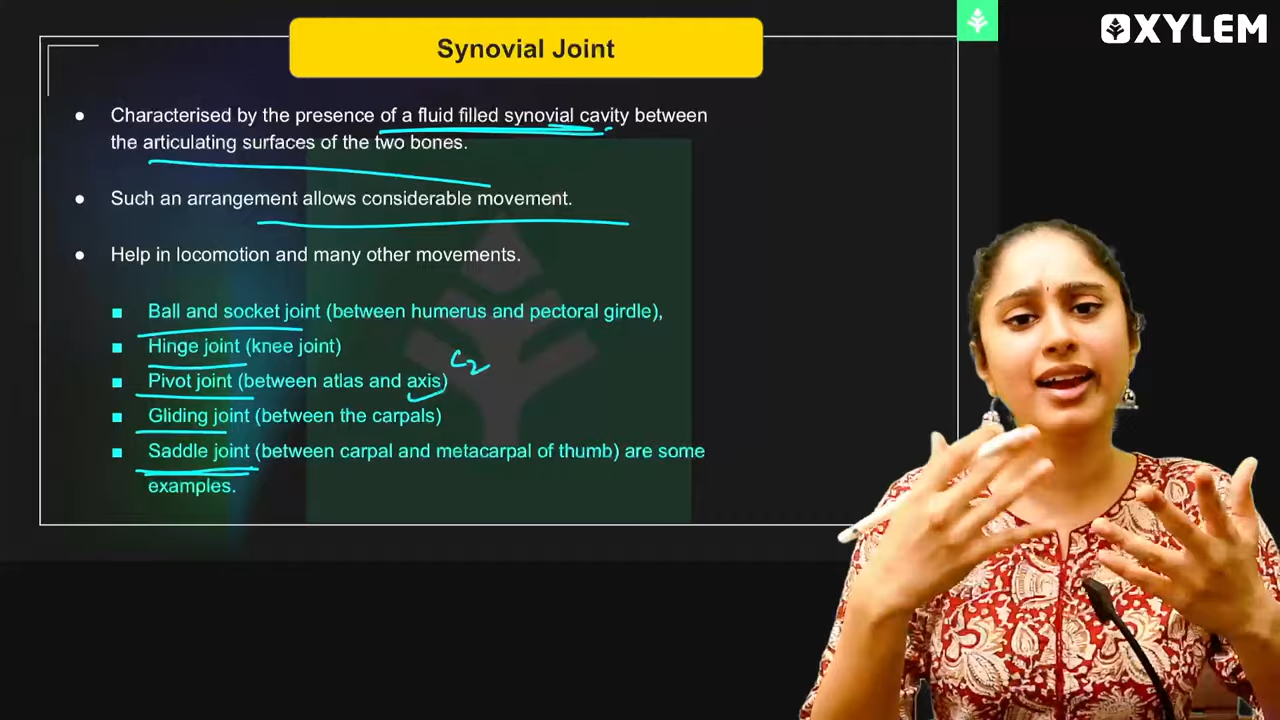 Synovial Joint
XYLEM
• Characterised by the presence of a fluid filled synovial cavity between
the articulating surfaces of the two bones.
• Such an arrangement allows considerable movement.
• Help in locomotion and many other movements.
▪ Ball and socket joint (between humerus and pectoral girdle),
▪ Hinge joint (knee joint)
C2
▪ Pivot joint (between atlas and axis)
▪ Gliding joint (between the carpals)
▪ Saddle joint (between carpal and metacarpal of thumb) are some
examples.